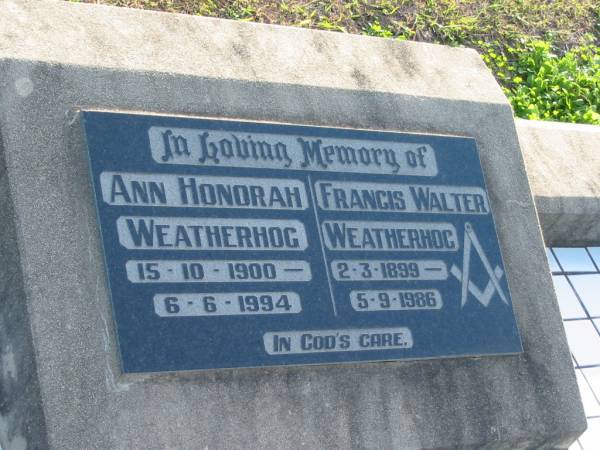 In Loving Memory of
ANN HONORAH
WEATHERHOG
15-10-1900 —
6-6-1994
FRANCIS WALTER
WEATHERHOG
2-3-1899 —
5-9-1986
IN GOD'S CARE.